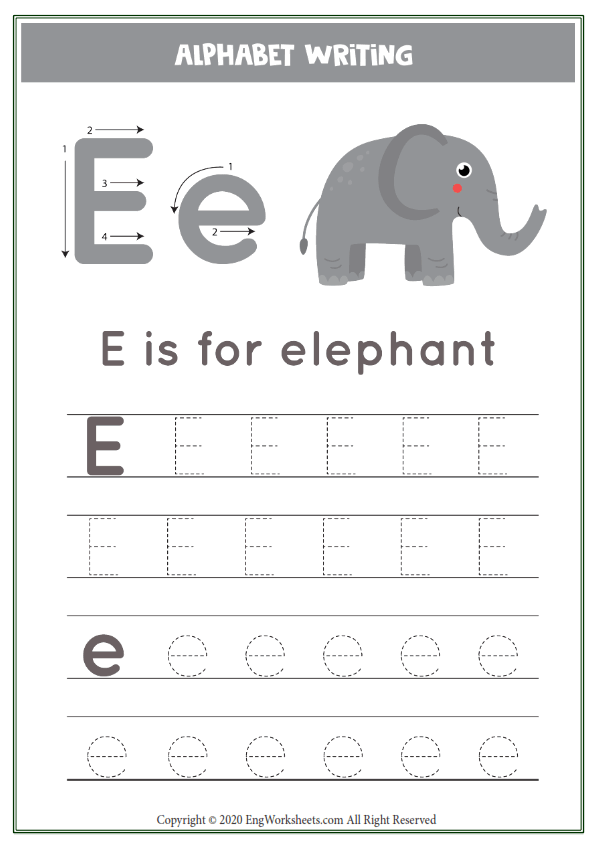 ALPHABET WRiTiNG
2
1
3
4
E e
1
2
E is for elephant
E E E E E E
E E E E E E
e e e e e e
e e e e e e
Copyright © 2020 EngWorksheets.com All Right Reserved